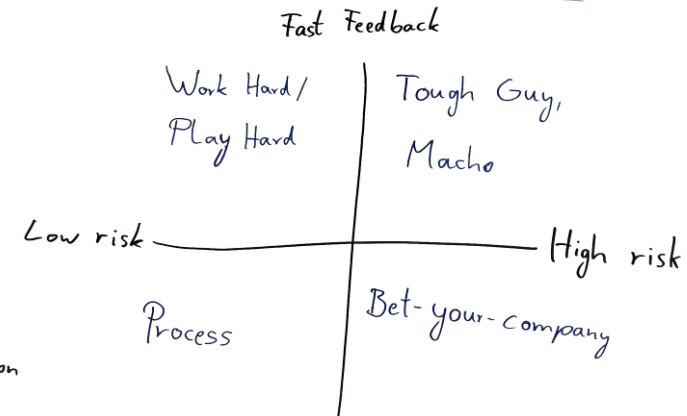 Fast Feedback
Work Hard/
Play Hard
Tough Guy,
Macho
Low risk
High risk
Process
Bet-your-company